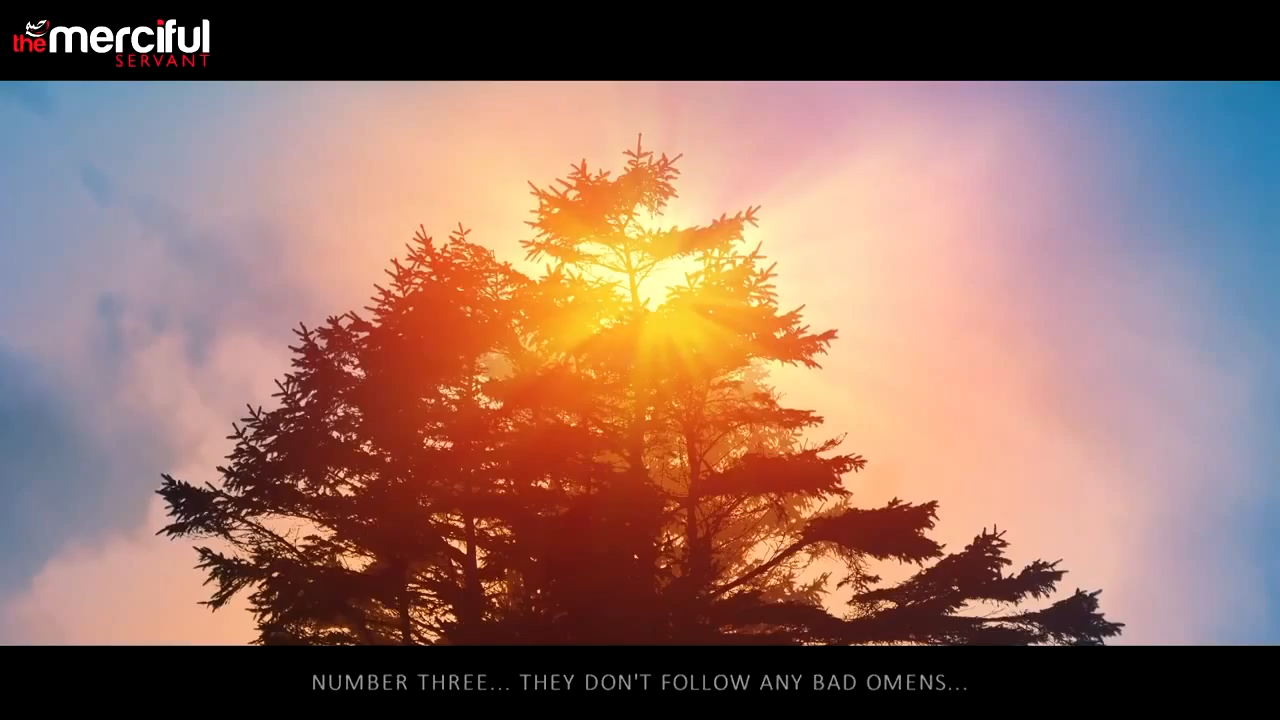 the merciful
SERVANT
NUMBER THREE... THEY DON'T FOLLOW ANY BAD OMENS...